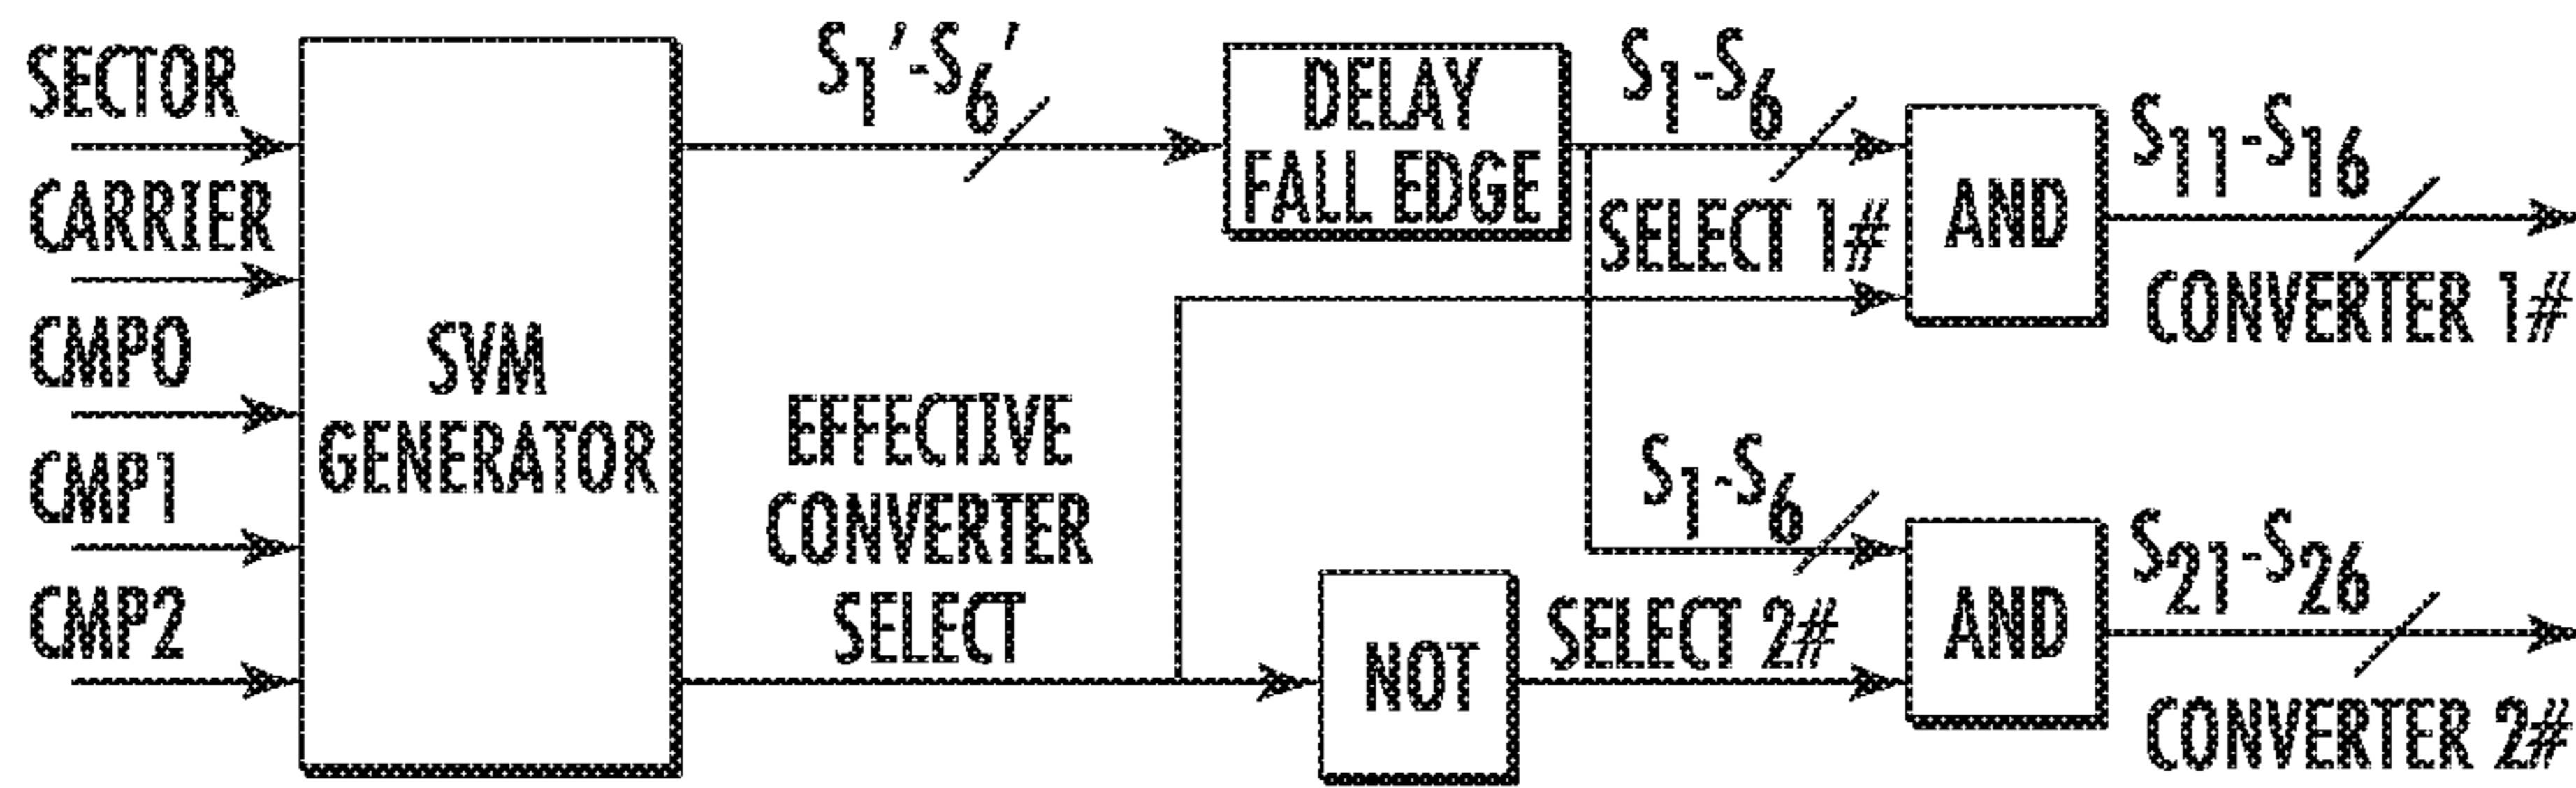 SECTOR
CARRIER
CMP0
CMP1
CMP2
SVM
GENERATOR
S1'-S6'
EFFECTIVE
CONVERTER
SELECT
DELAY
FALL EDGE
S1-S6
SELECT 1#
AND
S11-S16
CONVERTER 1#
S1-S6
NOT
SELECT 2#
AND
S21-S26
CONVERTER 2#